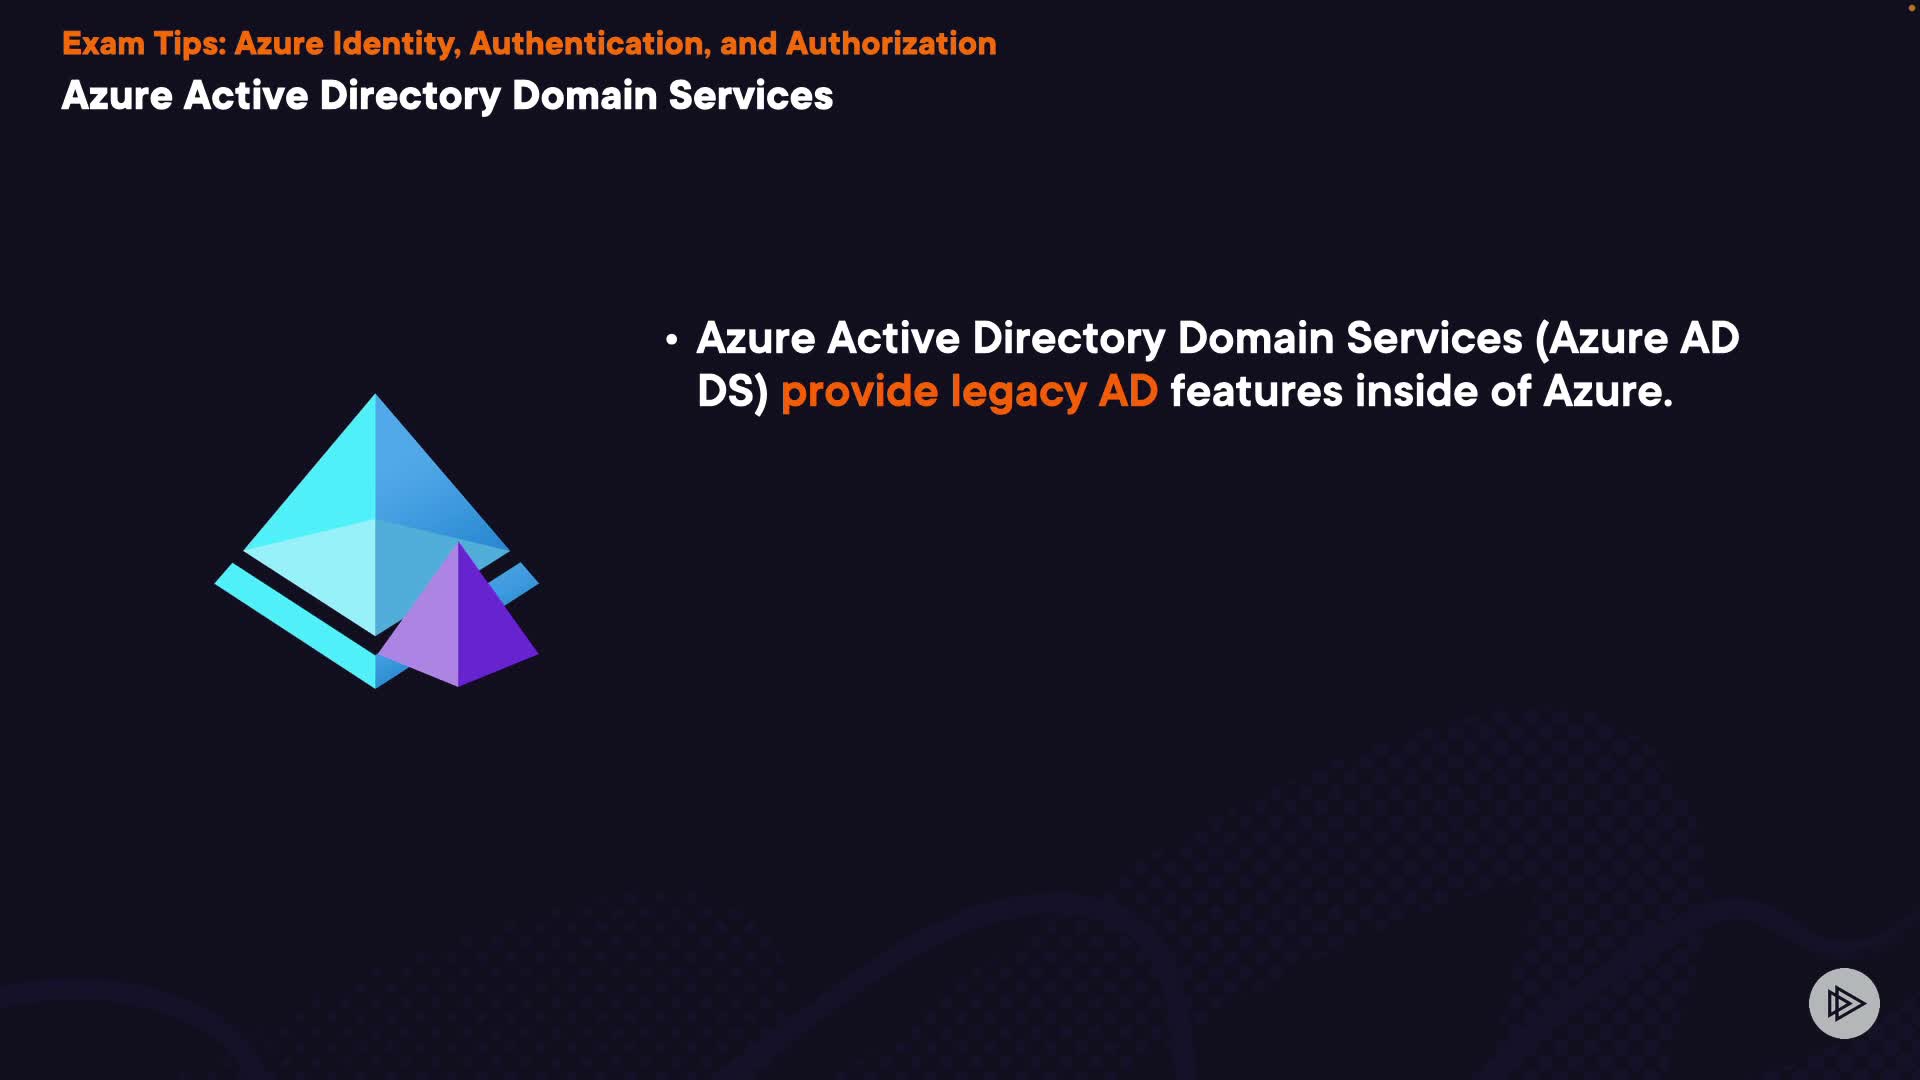 Exam Tips: Azure Identity, Authentication, and Authorization
Azure Active Directory Domain Services
• Azure Active Directory Domain Services (Azure AD
DS) provide legacy AD features inside of Azure.